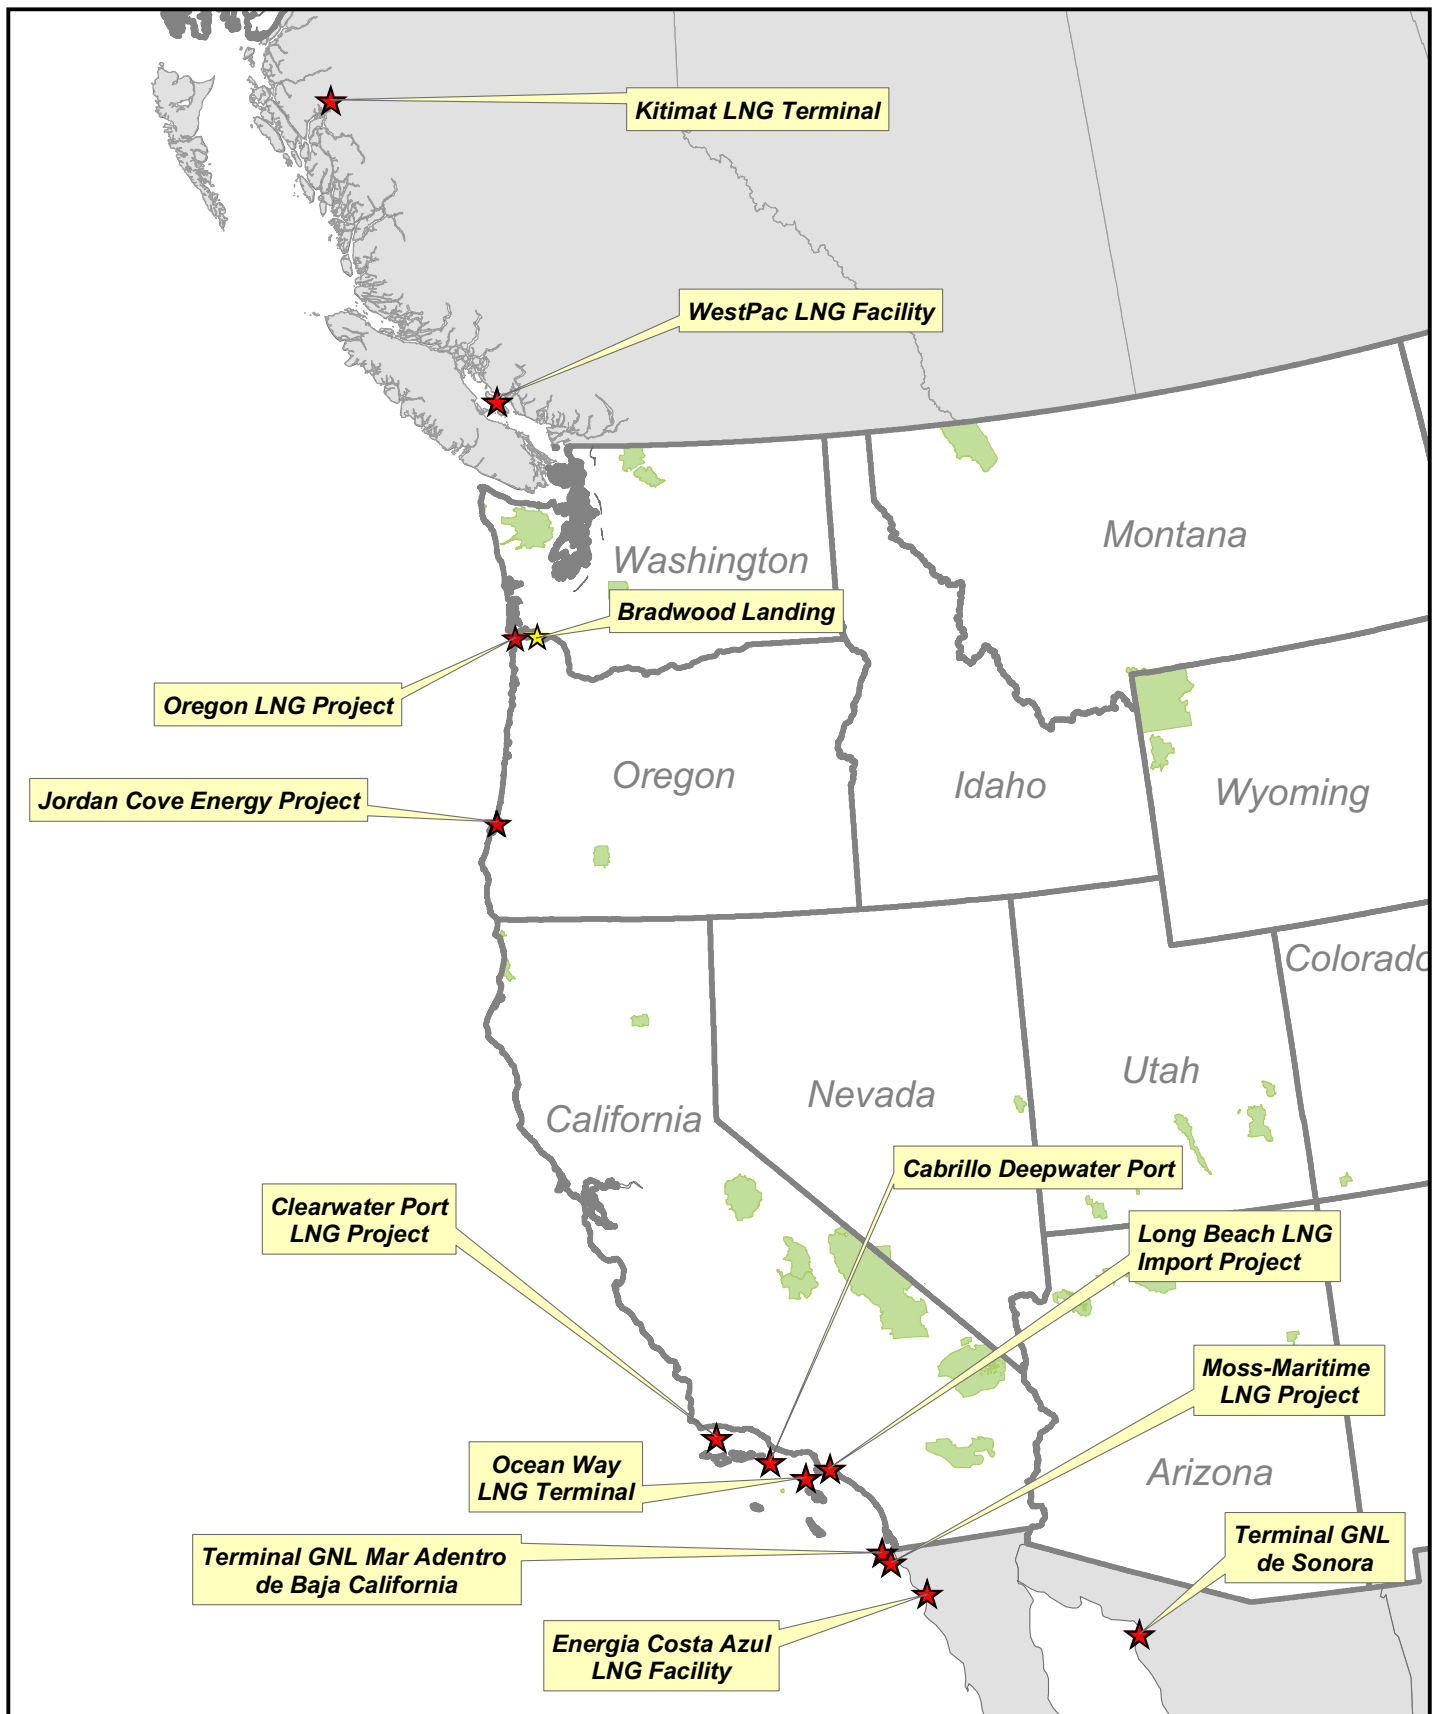 Kitimat LNG Terminal
WestPac LNG Facility
Montana
Washington
Bradwood Landing
Oregon LNG Project
Oregon
Idaho
Wyoming
Jordan Cove Energy Project
Colorado
Utah
Nevada
California
Cabrillo Deepwater Port
Clearwater Port
LNG Project
Long Beach LNG
Import Project
Moss-Maritime
LNG Project
Ocean Way
LNG Terminal
Arizona
Terminal GNL Mar Adentro
de Baja California
Terminal GNL
de Sonora
Energia Costa Azul
LNG Facility